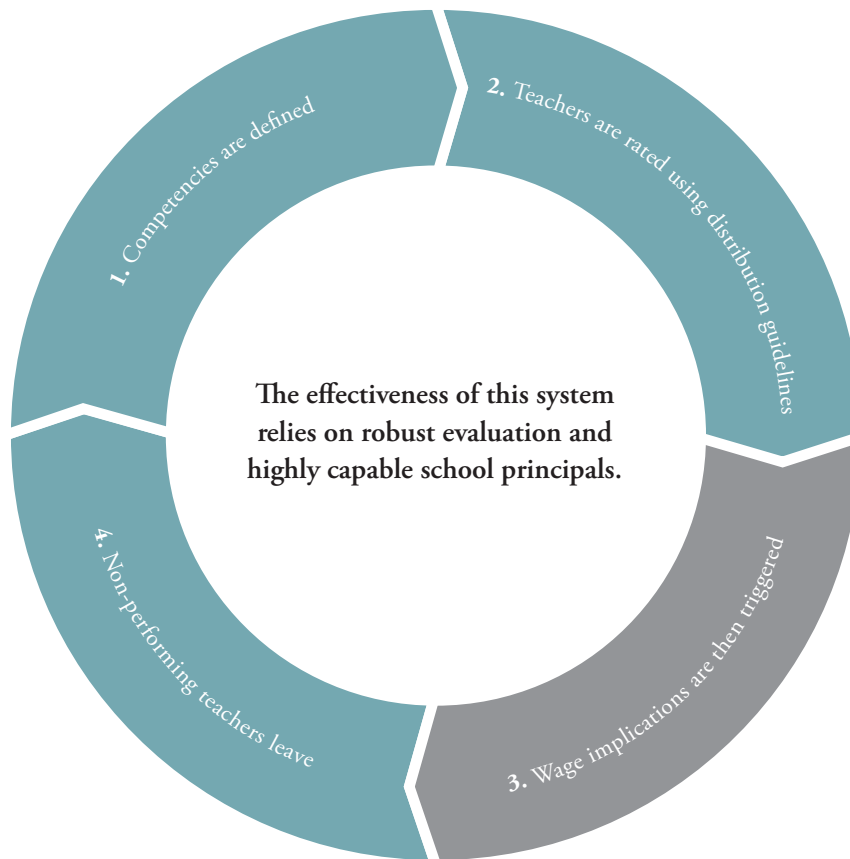 1. Competencies are defined
2. Teachers are rated using distribution guidelines
The effectiveness of this system
relies on robust evaluation and
highly capable school principals.
3. Wage implications are then triggered
4. Non-performing teachers leave